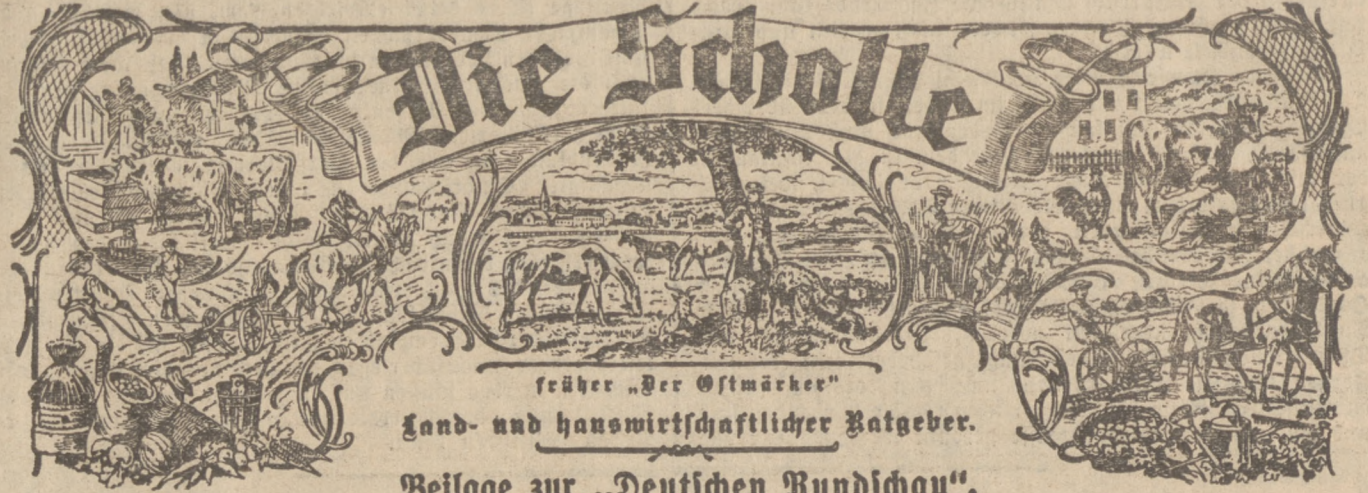 Die Scholle
früher „Der Ostmärker“
Land- und hauswirtschaftlicher Ratgeber.
Beilage zur „Deutschen Rundschau“.